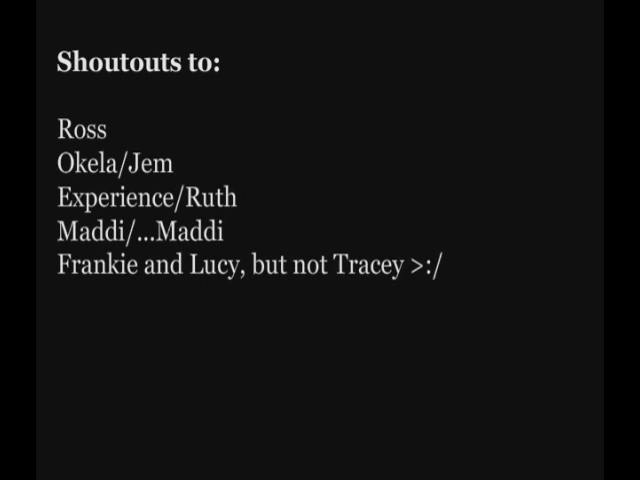 Shoutouts to:
Ross
Okela/Jem
Experience/Ruth
Maddi/...Maddi
Frankie and Lucy, but not Tracey >:/